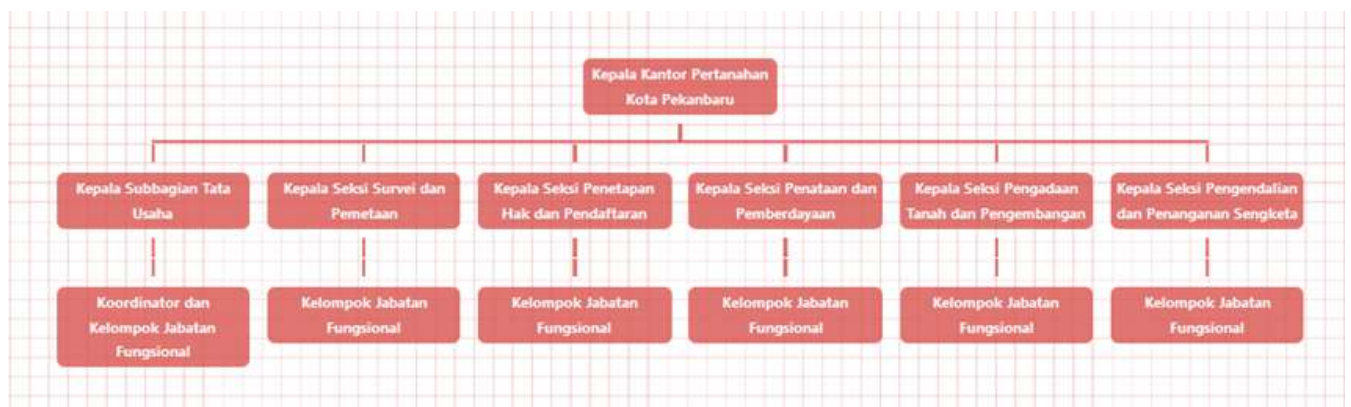 Kepala Kantor Pertanahan
Kota Pekanbaru
Kepala Subbagian Tata
Usaha
Kepala Seksi Survei dan
Pemetaan
Kepala Seksi Penetapan
Hak dan Pendaftaran
Kepala Seksi Penataan dan
Pemberdayaan
Kepala Seksi Pengadaan
Tanah dan Pengembangan
Kepala Seksi Pengendalian
dan Penanganan Sengketa
Koordinator dan
Kelompok Jabatan
Fungsional
Kelompok Jabatan
Fungsional
Kelompok Jabatan
Fungsional
Kelompok Jabatan
Fungsional
Kelompok Jabatan
Fungsional
Kelompok Jabatan
Fungsional